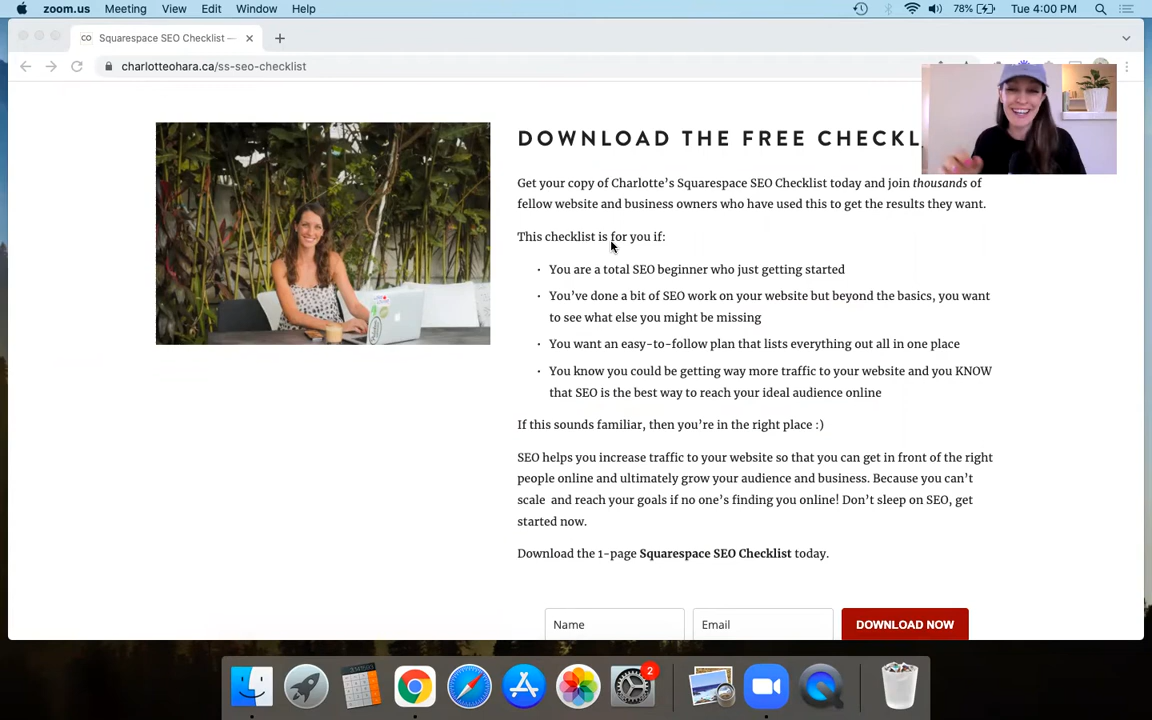 zoom.us Meeting View Edit Window Help 78% Tue 4:00 PM
CO Squarespace SEO Checklist —
charlotteohara.ca/ss-seo-checklist
DOWNLOAD THE FREE CHECKL
Get your copy of Charlotte's Squarespace SEO Checklist today and join thousands of
fellow website and business owners who have used this to get the results they want.
This checklist is for you if:
· You are a total SEO beginner who just getting started
· You've done a bit of SEO work on your website but beyond the basics, you want
to see what else you might be missing
· You want an easy-to-follow plan that lists everything out all in one place
· You know you could be getting way more traffic to your website and you KNOW
that SEO is the best way to reach your ideal audience online
If this sounds familiar, then you're in the right place :)
SEO helps you increase traffic to your website so that you can get in front of the right
people online and ultimately grow your audience and business. Because you can't
scale and reach your goals if no one's finding you online! Don't sleep on SEO, get
started now.
Download the 1-page Squarespace SEO Checklist today.
Name Email DOWNLOAD NOW
2